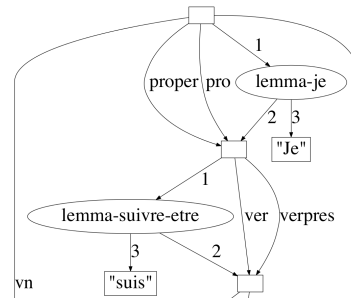 1
proper pro lemma-je
2 3
"Je"
1
lemma-suivre-etre ver verpres
3 2
vn "suis"